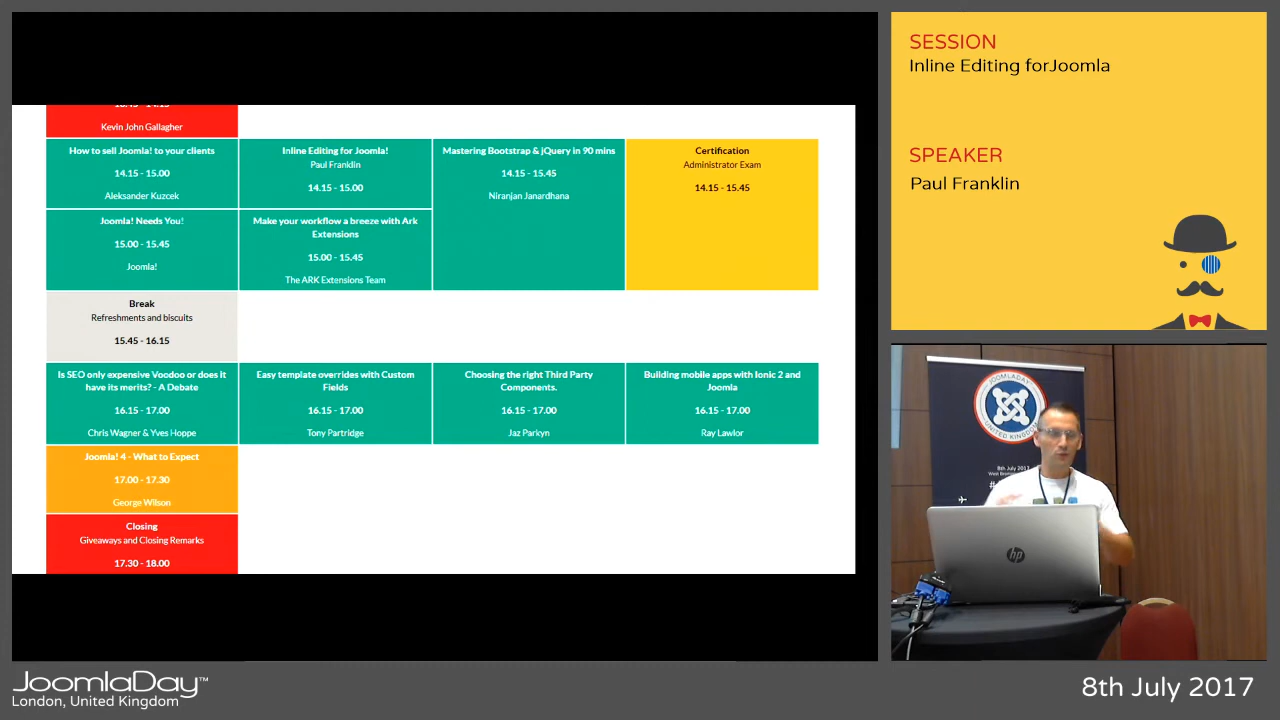 Kevin John Gallagher
How to sell Joomla! to your clients
14.15 - 15.00
Aleksander Kuzcek
Inline Editing for Joomla!
Paul Franklin
14.15 - 15.00
Mastering Bootstrap & jQuery in 90 mins
14.15 - 15.45
Niranjan Janardhana
Certification
Administrator Exam
14.15 - 15.45
Joomla! Needs You!
15.00 - 15.45
Joomla!
Make your workflow a breeze with Ark
Extensions
15.00 - 15.45
The ARK Extensions Team
Break
Refreshments and biscuits
15.45 - 16.15
Is SEO only expensive Voodoo or does it
have its merits? - A Debate
16.15 - 17.00
Chris Wagner & Yves Hoppe
Easy template overrides with Custom
Fields
16.15 - 17.00
Tony Partridge
Choosing the right Third Party
Components.
16.15 - 17.00
Jaz Parkyn
Building mobile apps with Ionic 2 and
Joomla
16.15 - 17.00
Ray Lawlor
Joomla! 4 - What to Expect
17.00 - 17.30
George Wilson
Closing
Giveaways and Closing Remarks
17.30 - 18.00
SESSION
Inline Editing forJoomla
SPEAKER
Paul Franklin
JOOMLADAY
UNITED KINGDOM
8th July 2017
hp
JoomlaDay™
London, United Kingdom
8th July 2017